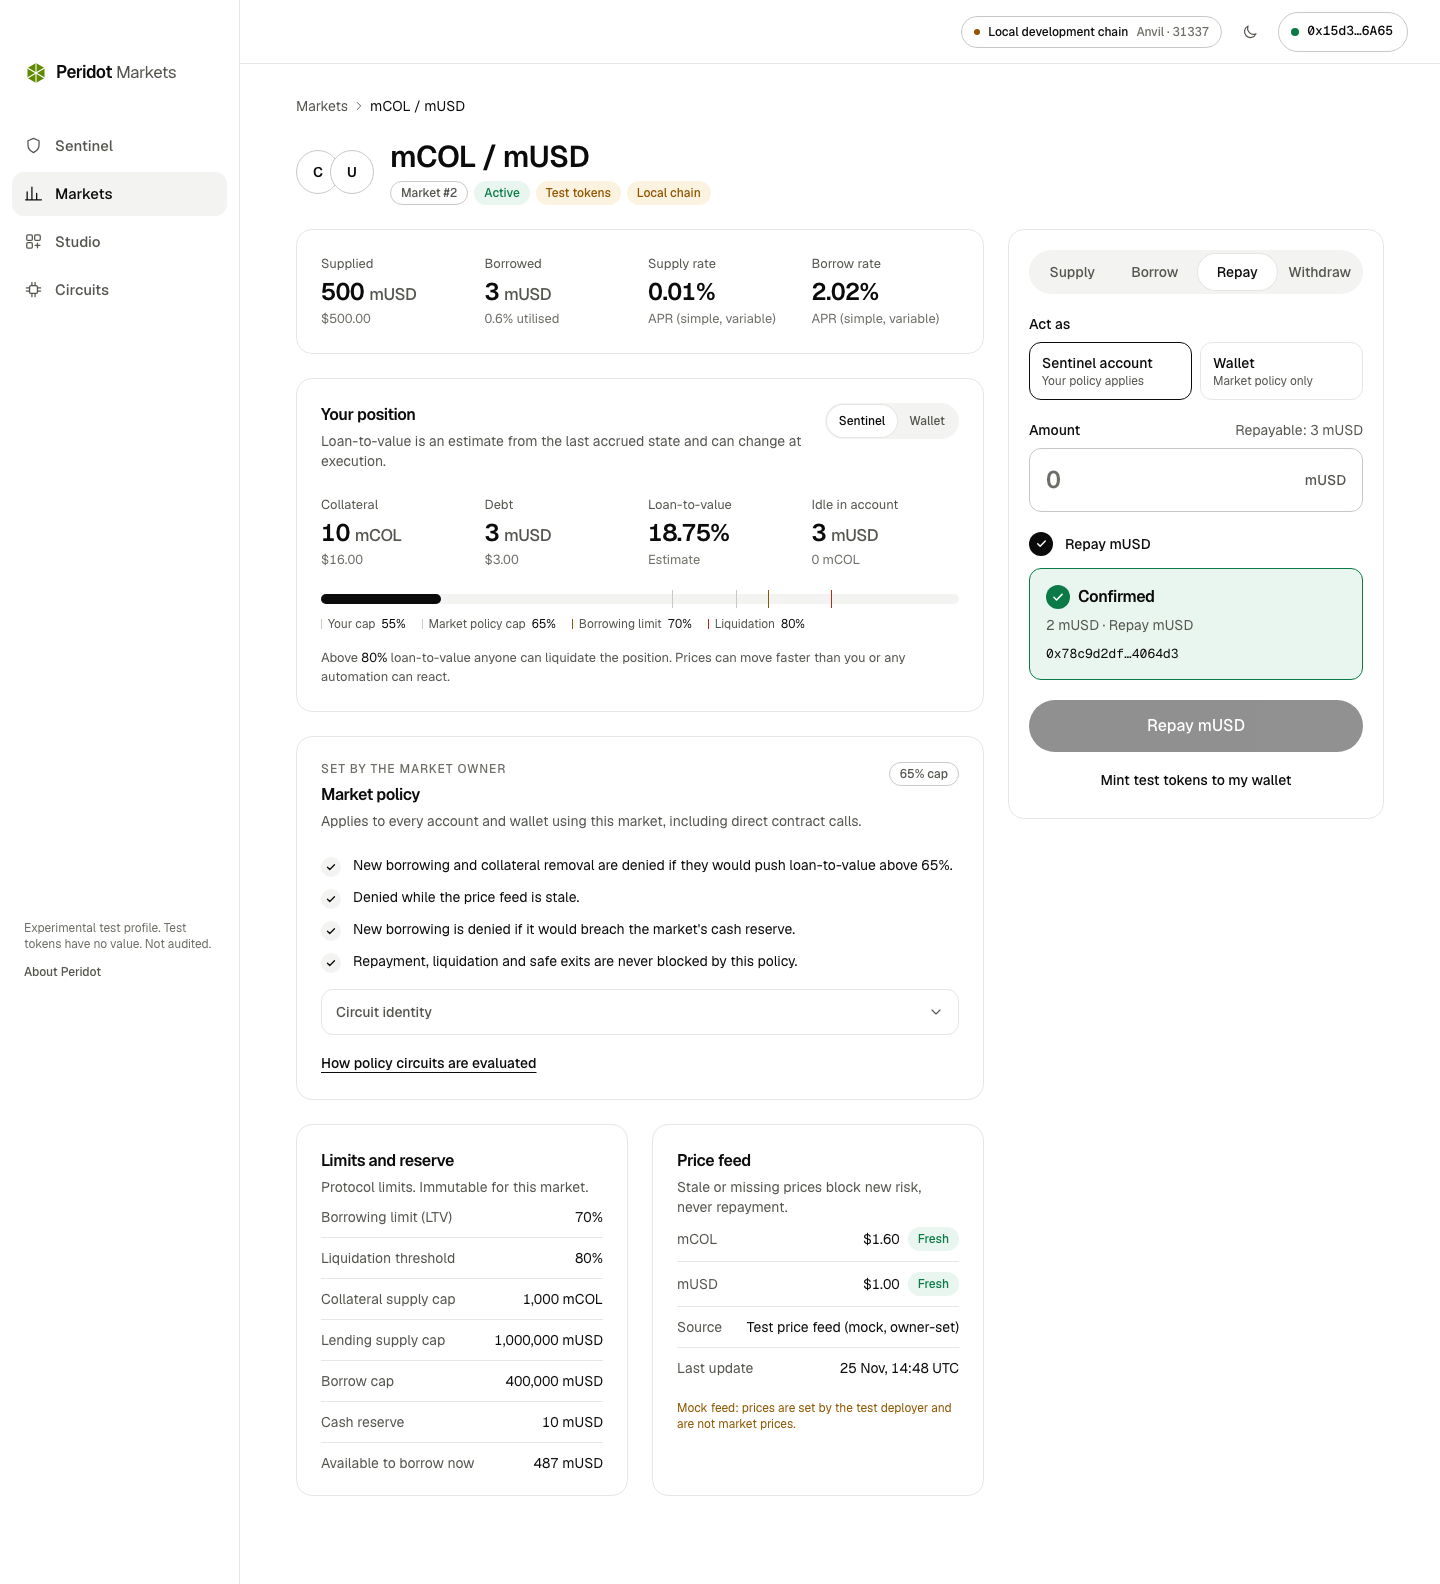 Local development chain Anvil · 31337
0x15d3…6A65
Peridot Markets
Sentinel
Markets
Studio
Circuits
Experimental test profile. Test
tokens have no value. Not audited.
About Peridot
Markets > mCOL / mUSD
C U
mCOL / mUSD
Market #2 Active Test tokens Local chain
Supplied Borrowed Supply rate Borrow rate
500 mUSD 3 mUSD 0.01% 2.02%
$500.00 0.6% utilised APR (simple, variable) APR (simple, variable)
Your position
Sentinel Wallet
Loan-to-value is an estimate from the last accrued state and can change at
execution.
Collateral Debt Loan-to-value Idle in account
10 mCOL 3 mUSD 18.75% 3 mUSD
$16.00 $3.00 Estimate 0 mCOL
Your cap 55% Market policy cap 65% Borrowing limit 70% Liquidation 80%
Above 80% loan-to-value anyone can liquidate the position. Prices can move faster than you or any
automation can react.
SET BY THE MARKET OWNER
65% cap
Market policy
Applies to every account and wallet using this market, including direct contract calls.
New borrowing and collateral removal are denied if they would push loan-to-value above 65%.
Denied while the price feed is stale.
New borrowing is denied if it would breach the market's cash reserve.
Repayment, liquidation and safe exits are never blocked by this policy.
Circuit identity
How policy circuits are evaluated
Limits and reserve
Protocol limits. Immutable for this market.
Borrowing limit (LTV) 70%
Liquidation threshold 80%
Collateral supply cap 1,000 mCOL
Lending supply cap 1,000,000 mUSD
Borrow cap 400,000 mUSD
Cash reserve 10 mUSD
Available to borrow now 487 mUSD
Price feed
Stale or missing prices block new risk,
never repayment.
mCOL $1.60 Fresh
mUSD $1.00 Fresh
Source Test price feed (mock, owner-set)
Last update 25 Nov, 14:48 UTC
Mock feed: prices are set by the test deployer and
are not market prices.
Supply Borrow Repay Withdraw
Act as
Sentinel account
Your policy applies
Wallet
Market policy only
Amount Repayable: 3 mUSD
0 mUSD
Repay mUSD
Confirmed
2 mUSD · Repay mUSD
0x78c9d2df…4064d3
Repay mUSD
Mint test tokens to my wallet